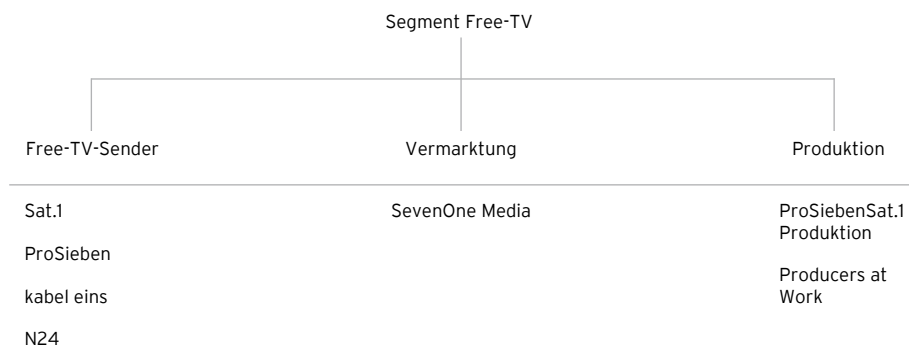 Segment Free-TV
Free-TV-Sender
Vermarktung
Produktion
Sat.1
ProSieben
kabel eins
N24
SevenOne Media
ProSiebenSat.1
Produktion
Producers at
Work